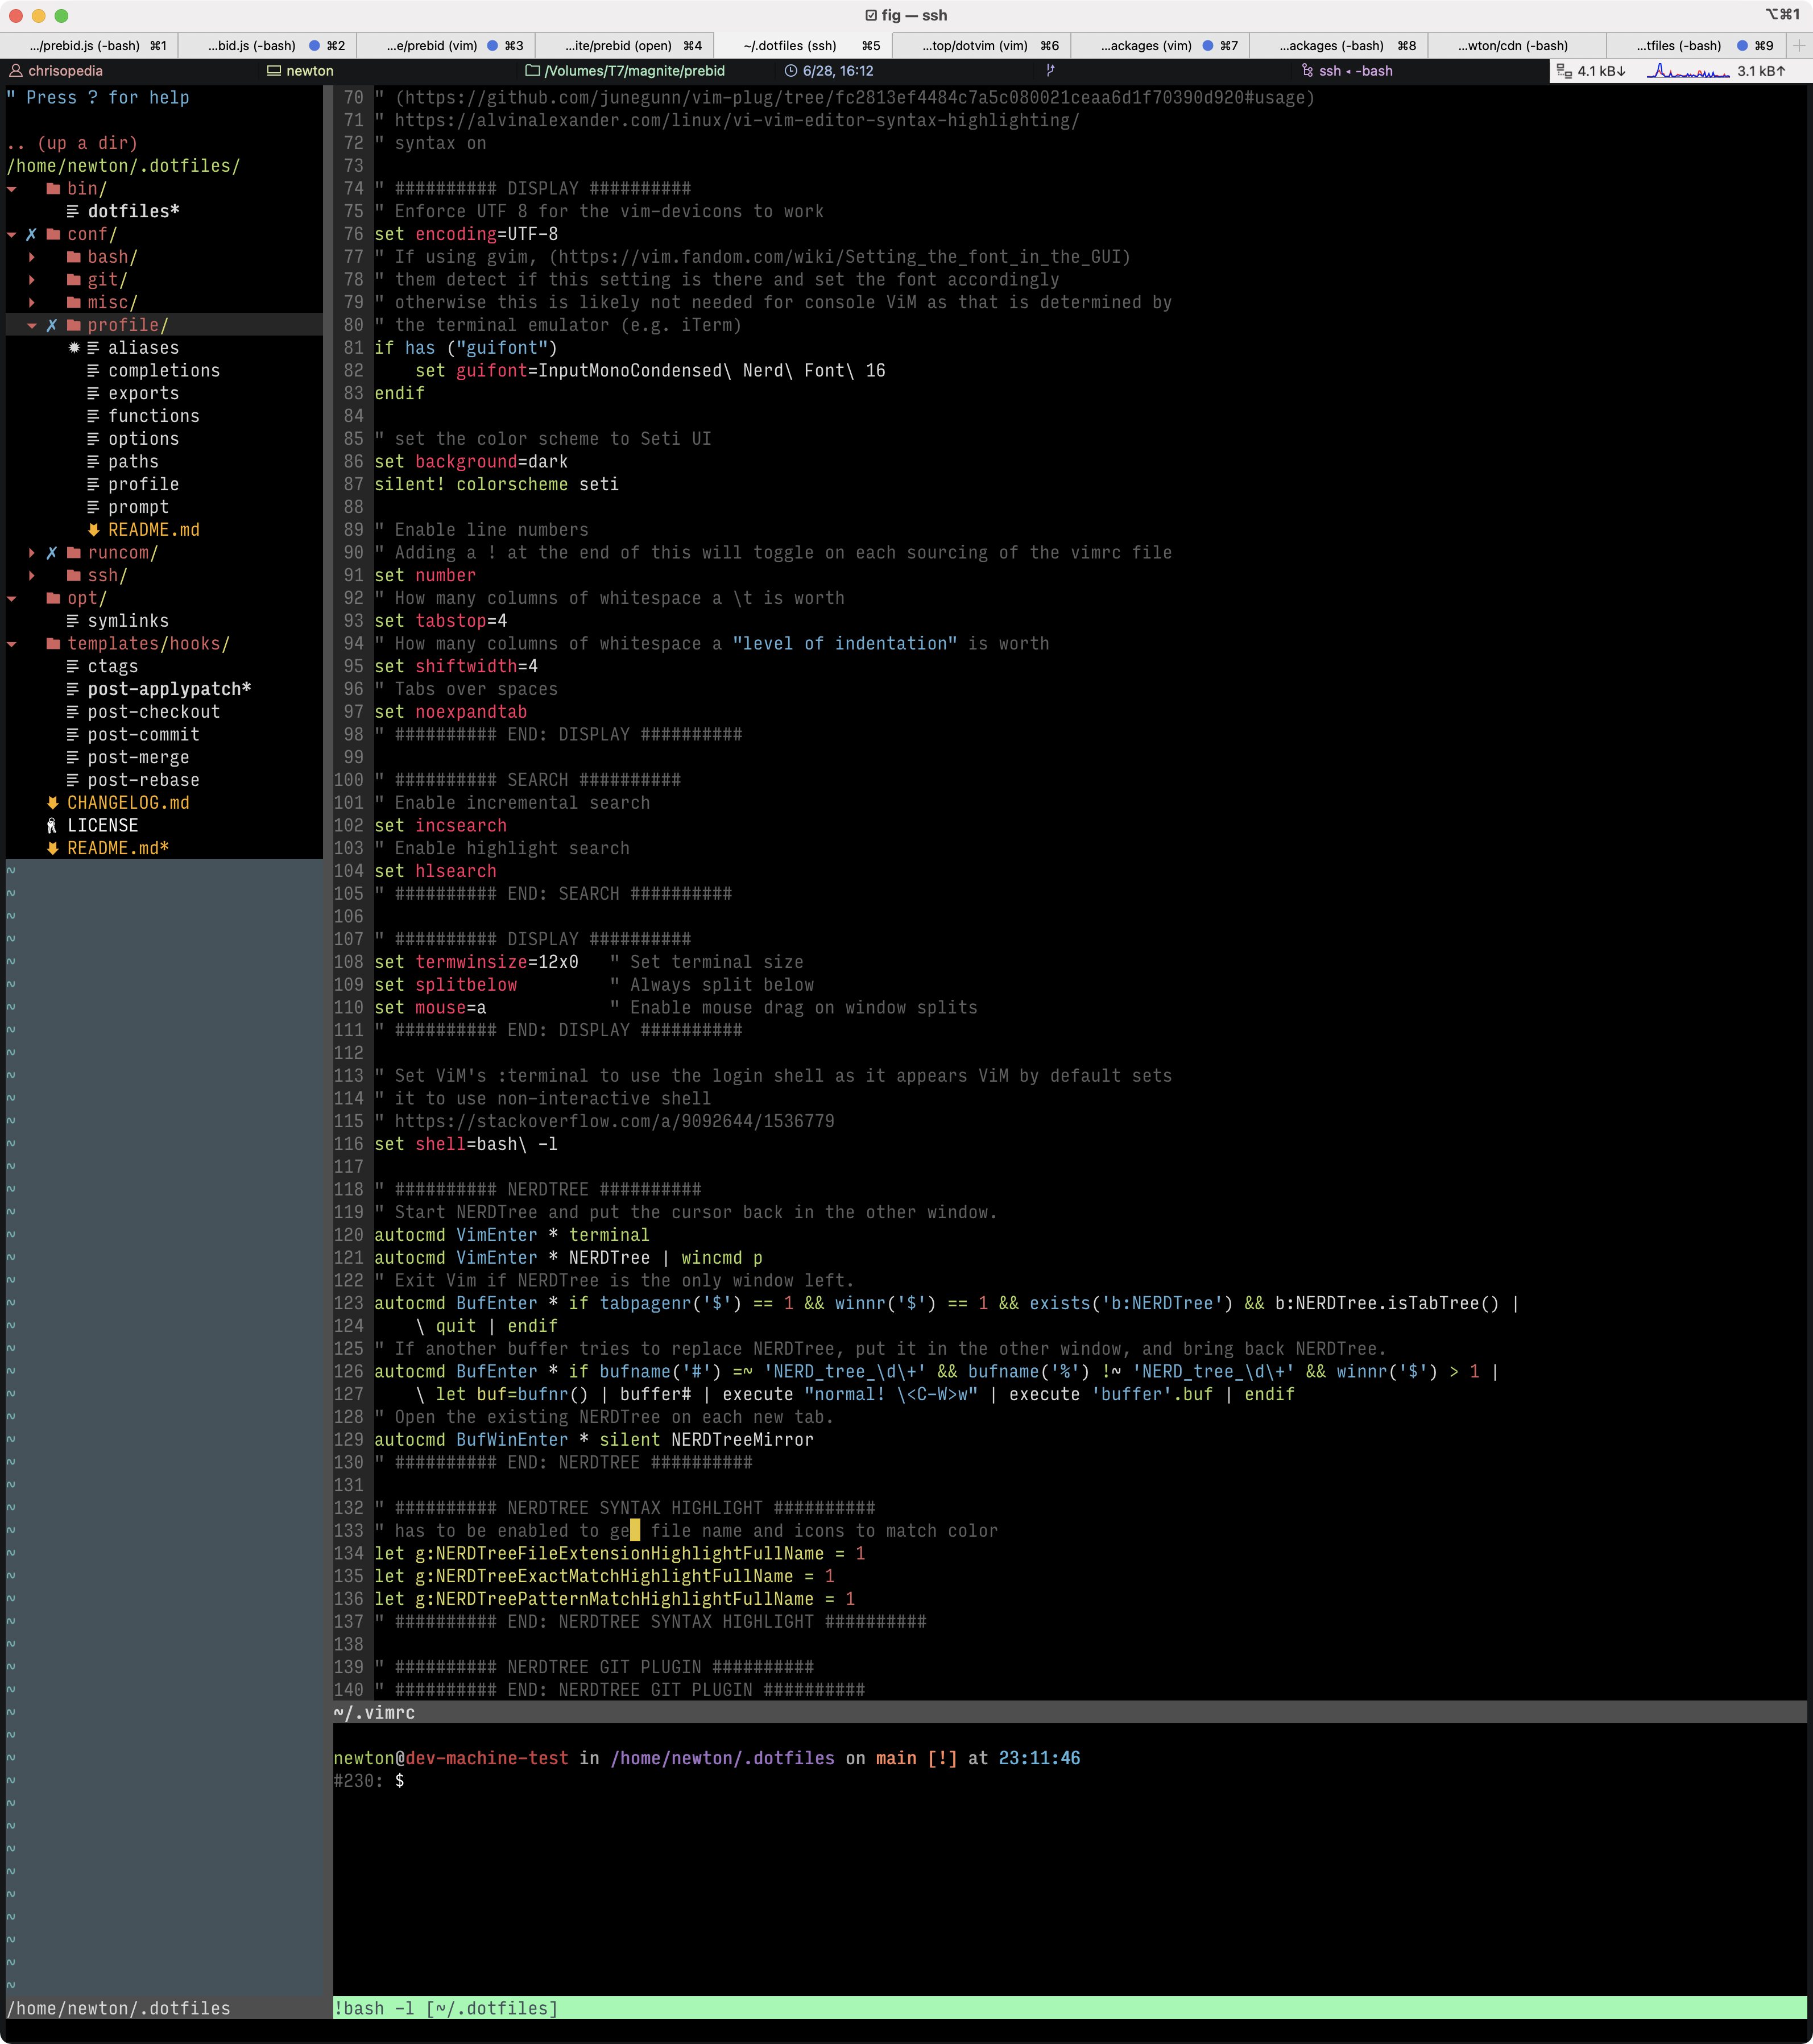 fig — ssh
⌥⌘1
.../prebid.js (-bash) ⌘1
...bid.js (-bash) ⌘2
...e/prebid (vim) ⌘3
...ite/prebid (open) ⌘4
~/.dotfiles (ssh) ⌘5
...top/dotvim (vim) ⌘6
...ackages (vim) ⌘7
...ackages (-bash) ⌘8
...wton/cdn (-bash)
...tfiles (-bash) ⌘9
chrisopedia
newton
/Volumes/T7/magnite/prebid
6/28, 16:12
ssh ◂ -bash
4.1 kB↓
3.1 kB↑
" Press ? for help
.. (up a dir)
/home/newton/.dotfiles/
bin/
dotfiles*
✗ conf/
bash/
git/
misc/
✗ profile/
aliases
completions
exports
functions
options
paths
profile
prompt
README.md
✗ runcom/
ssh/
opt/
symlinks
templates/hooks/
ctags
post-applypatch*
post-checkout
post-commit
post-merge
post-rebase
CHANGELOG.md
LICENSE
README.md*
/home/newton/.dotfiles
70 " (https://github.com/junegunn/vim-plug/tree/fc2813ef4484c7a5c080021ceaa6d1f70390d920#usage)
71 " https://alvinalexander.com/linux/vi-vim-editor-syntax-highlighting/
72 " syntax on
73
74 " ########## DISPLAY ##########
75 " Enforce UTF 8 for the vim-devicons to work
76 set encoding=UTF-8
77 " If using gvim, (https://vim.fandom.com/wiki/Setting_the_font_in_the_GUI)
78 " them detect if this setting is there and set the font accordingly
79 " otherwise this is likely not needed for console ViM as that is determined by
80 " the terminal emulator (e.g. iTerm)
81 if has ("guifont")
82     set guifont=InputMonoCondensed\ Nerd\ Font\ 16
83 endif
84
85 " set the color scheme to Seti UI
86 set background=dark
87 silent! colorscheme seti
88
89 " Enable line numbers
90 " Adding a ! at the end of this will toggle on each sourcing of the vimrc file
91 set number
92 " How many columns of whitespace a \t is worth
93 set tabstop=4
94 " How many columns of whitespace a "level of indentation" is worth
95 set shiftwidth=4
96 " Tabs over spaces
97 set noexpandtab
98 " ########## END: DISPLAY ##########
99
100 " ########## SEARCH ##########
101 " Enable incremental search
102 set incsearch
103 " Enable highlight search
104 set hlsearch
105 " ########## END: SEARCH ##########
106
107 " ########## DISPLAY ##########
108 set termwinsize=12x0   " Set terminal size
109 set splitbelow         " Always split below
110 set mouse=a            " Enable mouse drag on window splits
111 " ########## END: DISPLAY ##########
112
113 " Set ViM's :terminal to use the login shell as it appears ViM by default sets
114 " it to use non-interactive shell
115 " https://stackoverflow.com/a/9092644/1536779
116 set shell=bash\ -l
117
118 " ########## NERDTREE ##########
119 " Start NERDTree and put the cursor back in the other window.
120 autocmd VimEnter * terminal
121 autocmd VimEnter * NERDTree | wincmd p
122 " Exit Vim if NERDTree is the only window left.
123 autocmd BufEnter * if tabpagenr('$') == 1 && winnr('$') == 1 && exists('b:NERDTree') && b:NERDTree.isTabTree() |
124     \ quit | endif
125 " If another buffer tries to replace NERDTree, put it in the other window, and bring back NERDTree.
126 autocmd BufEnter * if bufname('#') =~ 'NERD_tree_\d\+' && bufname('%') !~ 'NERD_tree_\d\+' && winnr('$') > 1 |
127     \ let buf=bufnr() | buffer# | execute "normal! \<C-W>w" | execute 'buffer'.buf | endif
128 " Open the existing NERDTree on each new tab.
129 autocmd BufWinEnter * silent NERDTreeMirror
130 " ########## END: NERDTREE ##########
131
132 " ########## NERDTREE SYNTAX HIGHLIGHT ##########
133 " has to be enabled to ge file name and icons to match color
134 let g:NERDTreeFileExtensionHighlightFullName = 1
135 let g:NERDTreeExactMatchHighlightFullName = 1
136 let g:NERDTreePatternMatchHighlightFullName = 1
137 " ########## END: NERDTREE SYNTAX HIGHLIGHT ##########
138
139 " ########## NERDTREE GIT PLUGIN ##########
140 " ########## END: NERDTREE GIT PLUGIN ##########
~/.vimrc
newton@dev-machine-test in /home/newton/.dotfiles on main [!] at 23:11:46
#230: $
!bash -l [~/.dotfiles]